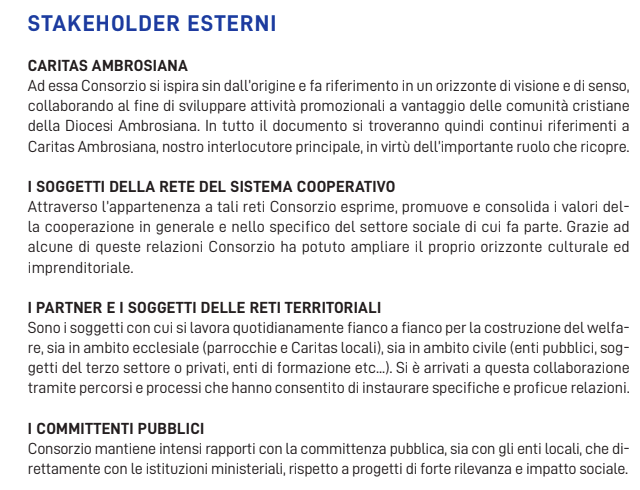 STAKEHOLDER ESTERNI
CARITAS AMBROSIANA
Ad essa Consorzio si ispira sin dall'origine e fa riferimento in un orizzonte di visione e di senso,
collaborando al fine di sviluppare attività promozionali a vantaggio delle comunità cristiane
della Diocesi Ambrosiana. In tutto il documento si troveranno quindi continui riferimenti a
Caritas Ambrosiana, nostro interlocutore principale, in virtù dell'importante ruolo che ricopre.
I SOGGETTI DELLA RETE DEL SISTEMA COOPERATIVO
Attraverso l'appartenenza a tali reti Consorzio esprime, promuove e consolida i valori del-
la cooperazione in generale e nello specifico del settore sociale di cui fa parte. Grazie ad
alcune di queste relazioni Consorzio ha potuto ampliare il proprio orizzonte culturale ed
imprenditoriale.
I PARTNER E I SOGGETTI DELLE RETI TERRITORIALI
Sono i soggetti con cui si lavora quotidianamente fianco a fianco per la costruzione del welfa-
re, sia in ambito ecclesiale (parrocchie e Caritas locali), sia in ambito civile (enti pubblici, sog-
getti del terzo settore o privati, enti di formazione etc...). Si è arrivati a questa collaborazione
tramite percorsi e processi che hanno consentito di instaurare specifiche e proficue relazioni.
I COMMITTENTI PUBBLICI
Consorzio mantiene intensi rapporti con la committenza pubblica, sia con gli enti locali, che di-
rettamente con le istituzioni ministeriali, rispetto a progetti di forte rilevanza e impatto sociale.